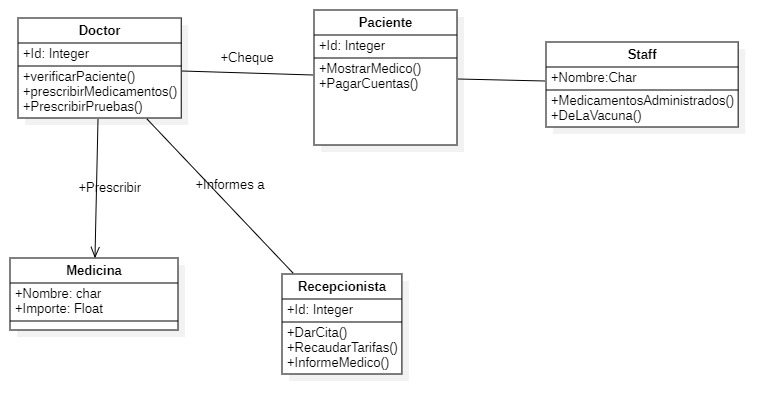 Doctor
+Id: Integer
+verificarPaciente()
+prescribirMedicamentos()
+PrescribirPruebas()
+Cheque
Paciente
+Id: Integer
+MostrarMedico()
+PagarCuentas()
Staff
+Nombre:Char
+MedicamentosAdministrados()
+DeLaVacuna()
+Prescribir
+Informes a
Medicina
+Nombre: char
+Importe: Float
Recepcionista
+Id: Integer
+DarCita()
+RecaudarTarifas()
+InformeMedico()